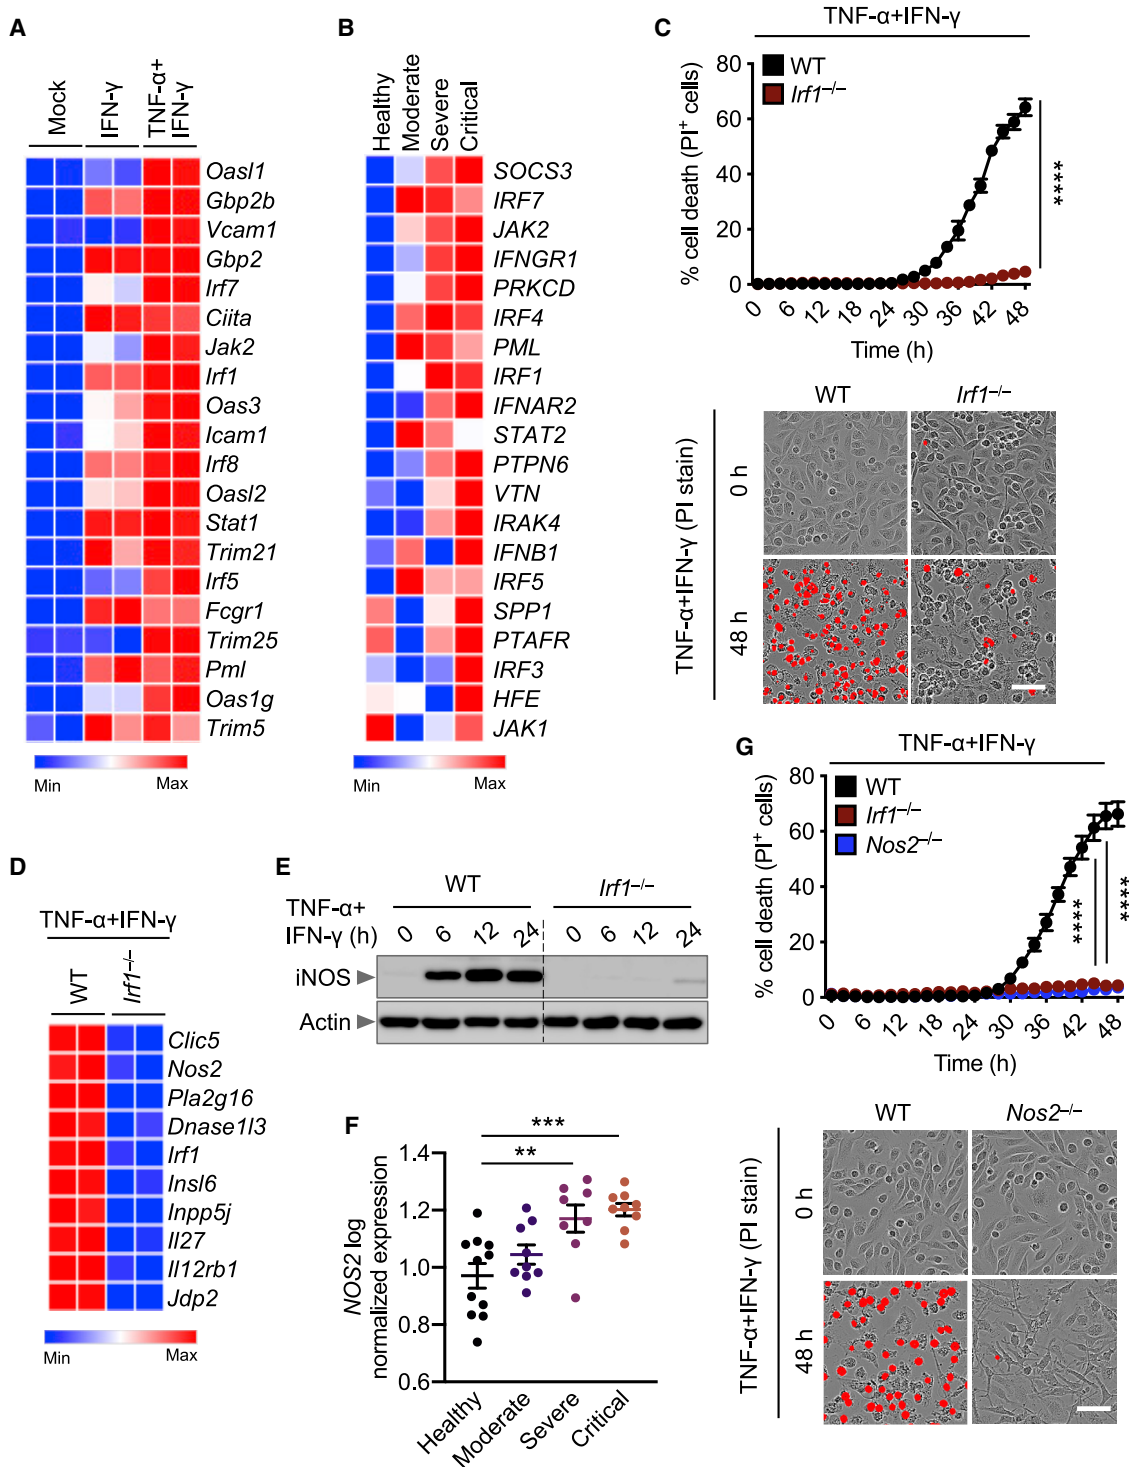 A
Mock
IFN-γ
TNF-α+
IFN-γ
Oasl1
Gbp2b
Vcam1
Gbp2
Irf7
Ciita
Jak2
Irf1
Oas3
Icam1
Irf8
Oasl2
Stat1
Trim21
Irf5
Fcgr1
Trim25
Pml
Oas1g
Trim5
Min
Max
B
Healthy
Moderate
Severe
Critical
SOCS3
IRF7
JAK2
IFNGR1
PRKCD
IRF4
PML
IRF1
IFNAR2
STAT2
PTPN6
VTN
IRAK4
IFNB1
IRF5
SPP1
PTAFR
IRF3
HFE
JAK1
Min
Max
C
TNF-α+IFN-γ
WT
Irf1–/–
% cell death (PI+ cells)
80
60
40
20
0
0 6 12 18 24 30 36 42 48
Time (h)
****
WT
Irf1–/–
TNF-α+IFN-γ (PI stain)
0 h
48 h
D
TNF-α+IFN-γ
WT
Irf1–/–
Clic5
Nos2
Pla2g16
Dnase1l3
Irf1
Insl6
Inpp5j
Il27
Il12rb1
Jdp2
Min
Max
E
WT
Irf1–/–
TNF-α+
IFN-γ (h)
0 6 12 24 0 6 12 24
iNOS
Actin
F
NOS2 log
normalized expression
1.4
1.2
1.0
0.8
0.6
***
**
Healthy
Moderate
Severe
Critical
G
TNF-α+IFN-γ
WT
Irf1–/–
Nos2–/–
% cell death (PI+ cells)
80
60
40
20
0
0 6 12 18 24 30 36 42 48
Time (h)
****
****
WT
Nos2–/–
TNF-α+IFN-γ (PI stain)
0 h
48 h